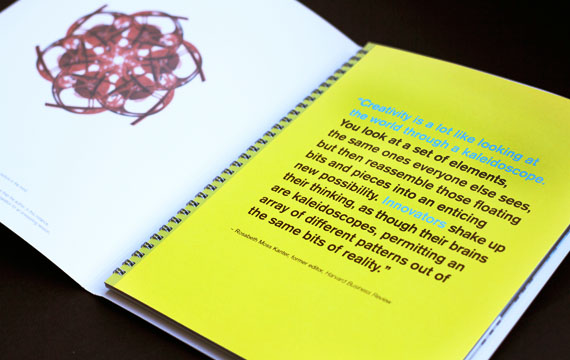 "Creativity is a lot like looking at
the world through a kaleidoscope.
You look at a set of elements,
the same ones everyone else sees,
but then reassemble those floating
bits and pieces into an enticing
new possibility. Innovators shake up
their thinking, as though their brains
are kaleidoscopes, permitting an
array of different patterns out of
the same bits of reality."
- Rosabeth Moss Kanter, former editor, Harvard Business Review